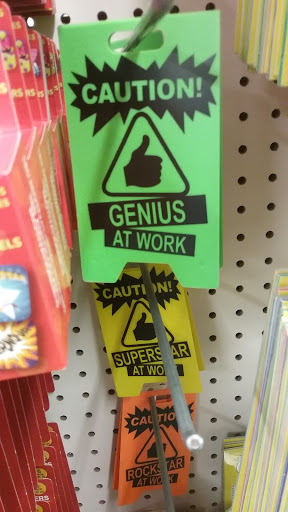 CAUTION!
GENIUS
AT WORK
CAUTION!
SUPERSTAR
AT WORK
CAUTION!
ROCKSTAR
AT WORK